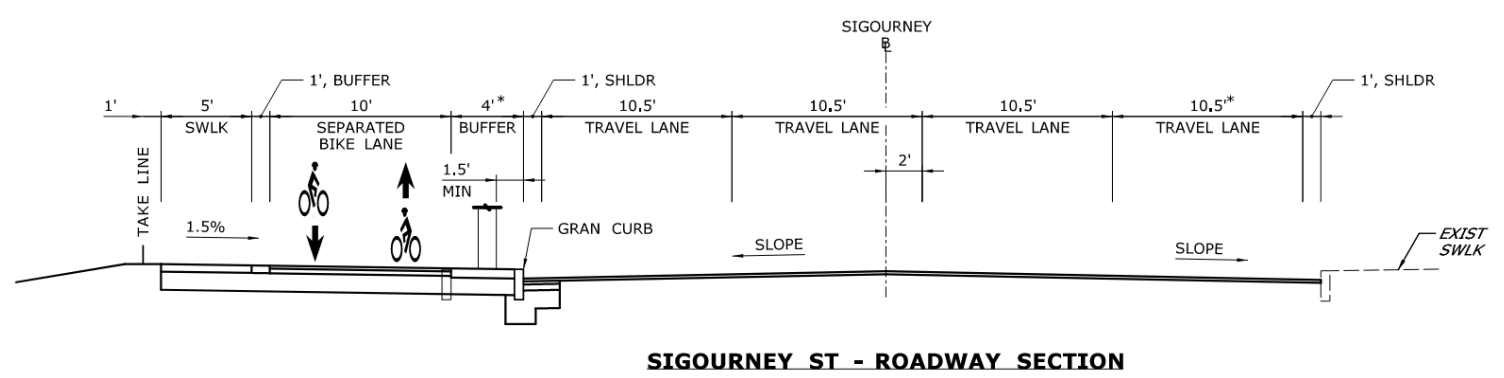 SIGOURNEY
BL
1', BUFFER
1', SHLDR
1', SHLDR
1'
5'
10'
4'*
10.5'
10.5'
10.5'
10.5'*
SWLK
SEPARATED
BIKE LANE
BUFFER
TRAVEL LANE
TRAVEL LANE
TRAVEL LANE
TRAVEL LANE
1.5'
MIN
2'
TAKE LINE
1.5%
GRAN CURB
SLOPE
SLOPE
EXIST
SWLK
SIGOURNEY ST - ROADWAY SECTION